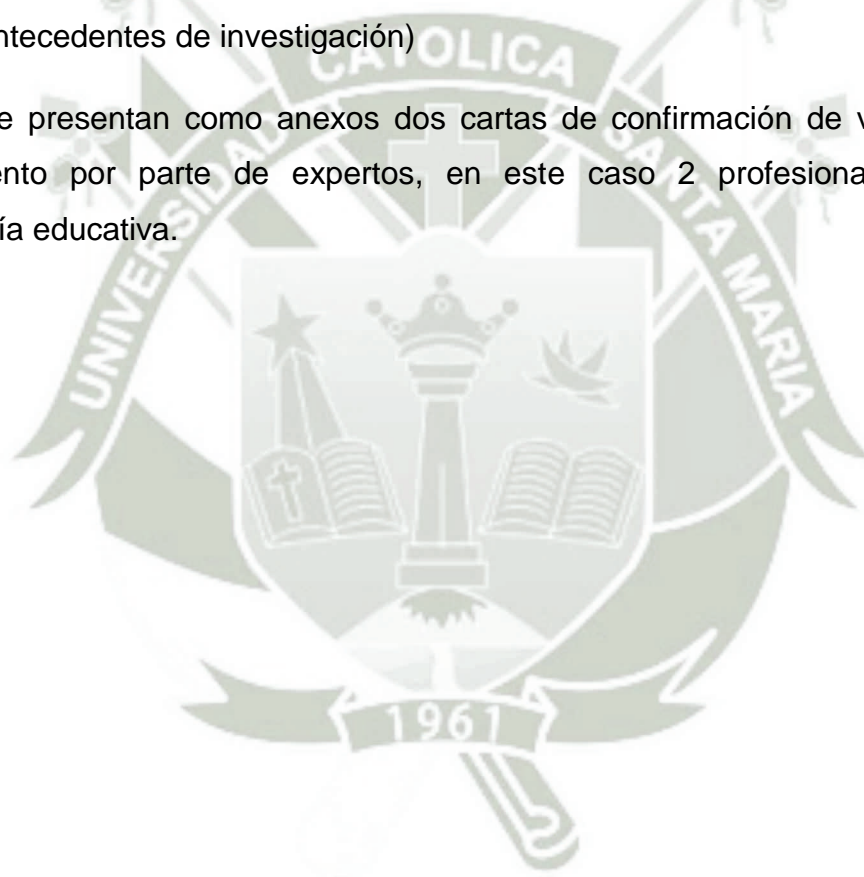 ntecedentes de investigación)
e presentan como anexos dos cartas de confirmación de v
ento por parte de expertos, en este caso 2 profesiona
ía educativa.
UNIVERSIDAD CATOLICA SANTA MARIA
1961